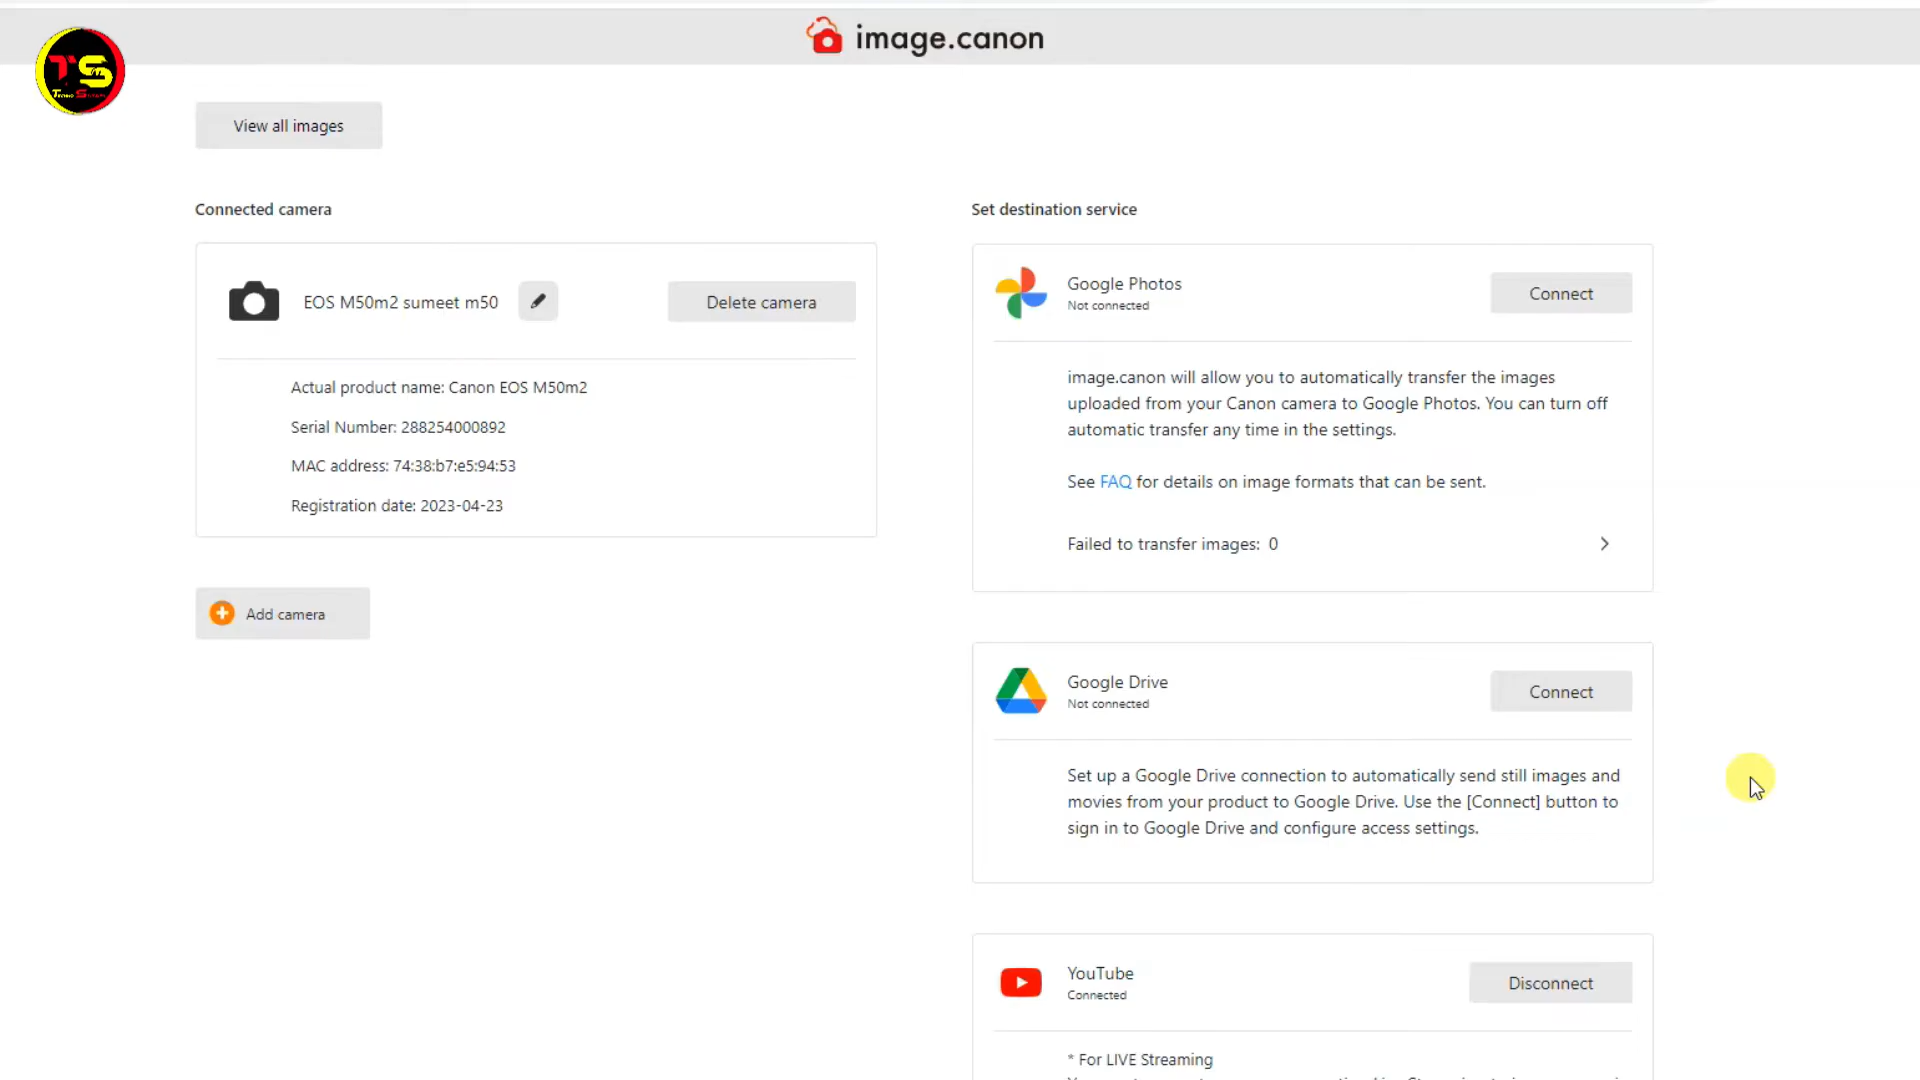 image.canon
TS
View all images
Connected camera
EOS M50m2 sumeet m50
Delete camera
Actual product name: Canon EOS M50m2
Serial Number: 288254000892
MAC address: 74:38:b7:e5:94:53
Registration date: 2023-04-23
Add camera
Set destination service
Google Photos
Not connected
Connect
image.canon will allow you to automatically transfer the images
uploaded from your Canon camera to Google Photos. You can turn off
automatic transfer any time in the settings.
See FAQ for details on image formats that can be sent.
Failed to transfer images: 0
Google Drive
Not connected
Connect
Set up a Google Drive connection to automatically send still images and
movies from your product to Google Drive. Use the [Connect] button to
sign in to Google Drive and configure access settings.
YouTube
Connected
Disconnect
* For LIVE Streaming